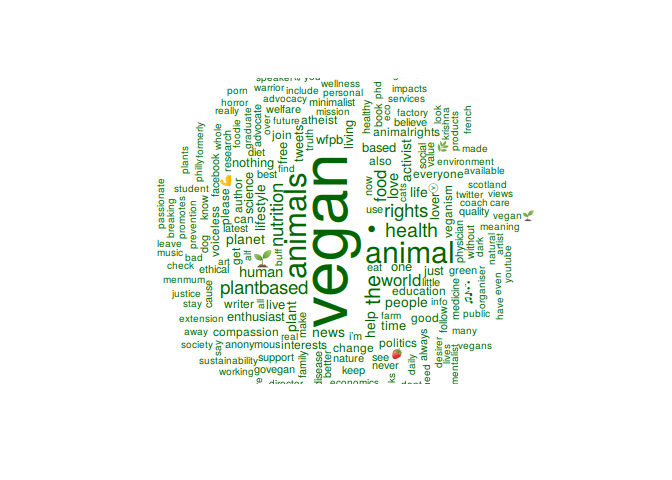 wellness
porn
warrior
include
personal
impacts
phd
horror
advocacy
minimalist
services
book
eco
healthy
really
welfare
mission
factory
look
french
future
atheist
believe
krishna
products
formerly
philly
whole
foodie
graduate
advocate
over
join
free
tweets
truth
wfpb
living
animalrights
research
diet
based
activist
social
value
🌿
made
plants
facebook
nothing
find
also
everyone
environment
please
💪
science
best
vegan
now
food
love
cats
available
student
author
lifestyle
nutrition
animals
life
lover
veganism
scotland
twitter
views
passionate
breaking
promotes
prevention
know
voiceless
can
use
rights
coach
care
quality
vegan
🌱
dog
latest
•
health
physician
without
dark
natural
artist
meaning
leave
planet
buff
animal
music
bad
get
art
alf
🌱
check
ethical
human
eat
one
just
green
youtube
menmum
cause
plantbased
the
world
little
medicine
organiser
have
even
justice
education
stay
writer
all
live
plant
help
people
info
public
extension
enthusiast
make
farm
time
good
follow
away
compassion
real
news
i'm
many
society
say
anonymous
interests
change
politics
always
desirer
lives
vegans
sustainability
support
family
disease
better
nature
see
🍓
daily
working
govegan
keep
never
mentalist
director
economics